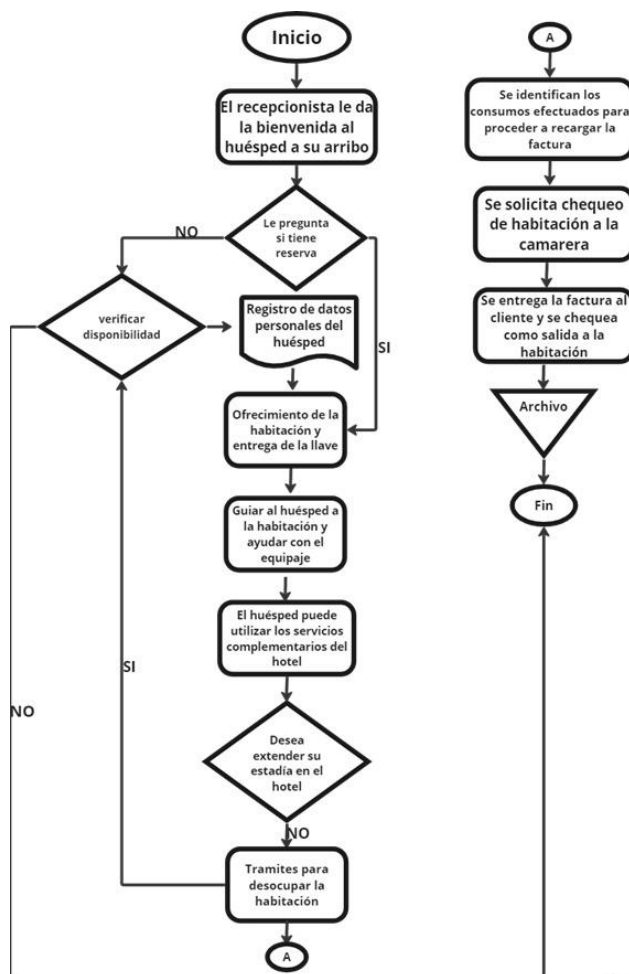 Inicio
El recepcionista le da
la bienvenida al
huésped a su arribo
Le pregunta
si tiene
reserva
NO
SI
verificar
disponibilidad
Registro de datos
personales del
huésped
Ofrecimiento de la
habitación y
entrega de la llave
Guiar al huésped a
la habitación y
ayudar con el
equipaje
El huésped puede
utilizar los servicios
complementarios del
hotel
SI
NO
Desea
extender su
estadía en el
hotel
NO
Tramites para
desocupar la
habitación
A
A
Se identifican los
consumos efectuados para
proceder a recargar la
factura
Se solicita chequeo
de habitación a la
camarera
Se entrega la factura al
cliente y se chequea
como salida a la
habitación
Archivo
Fin